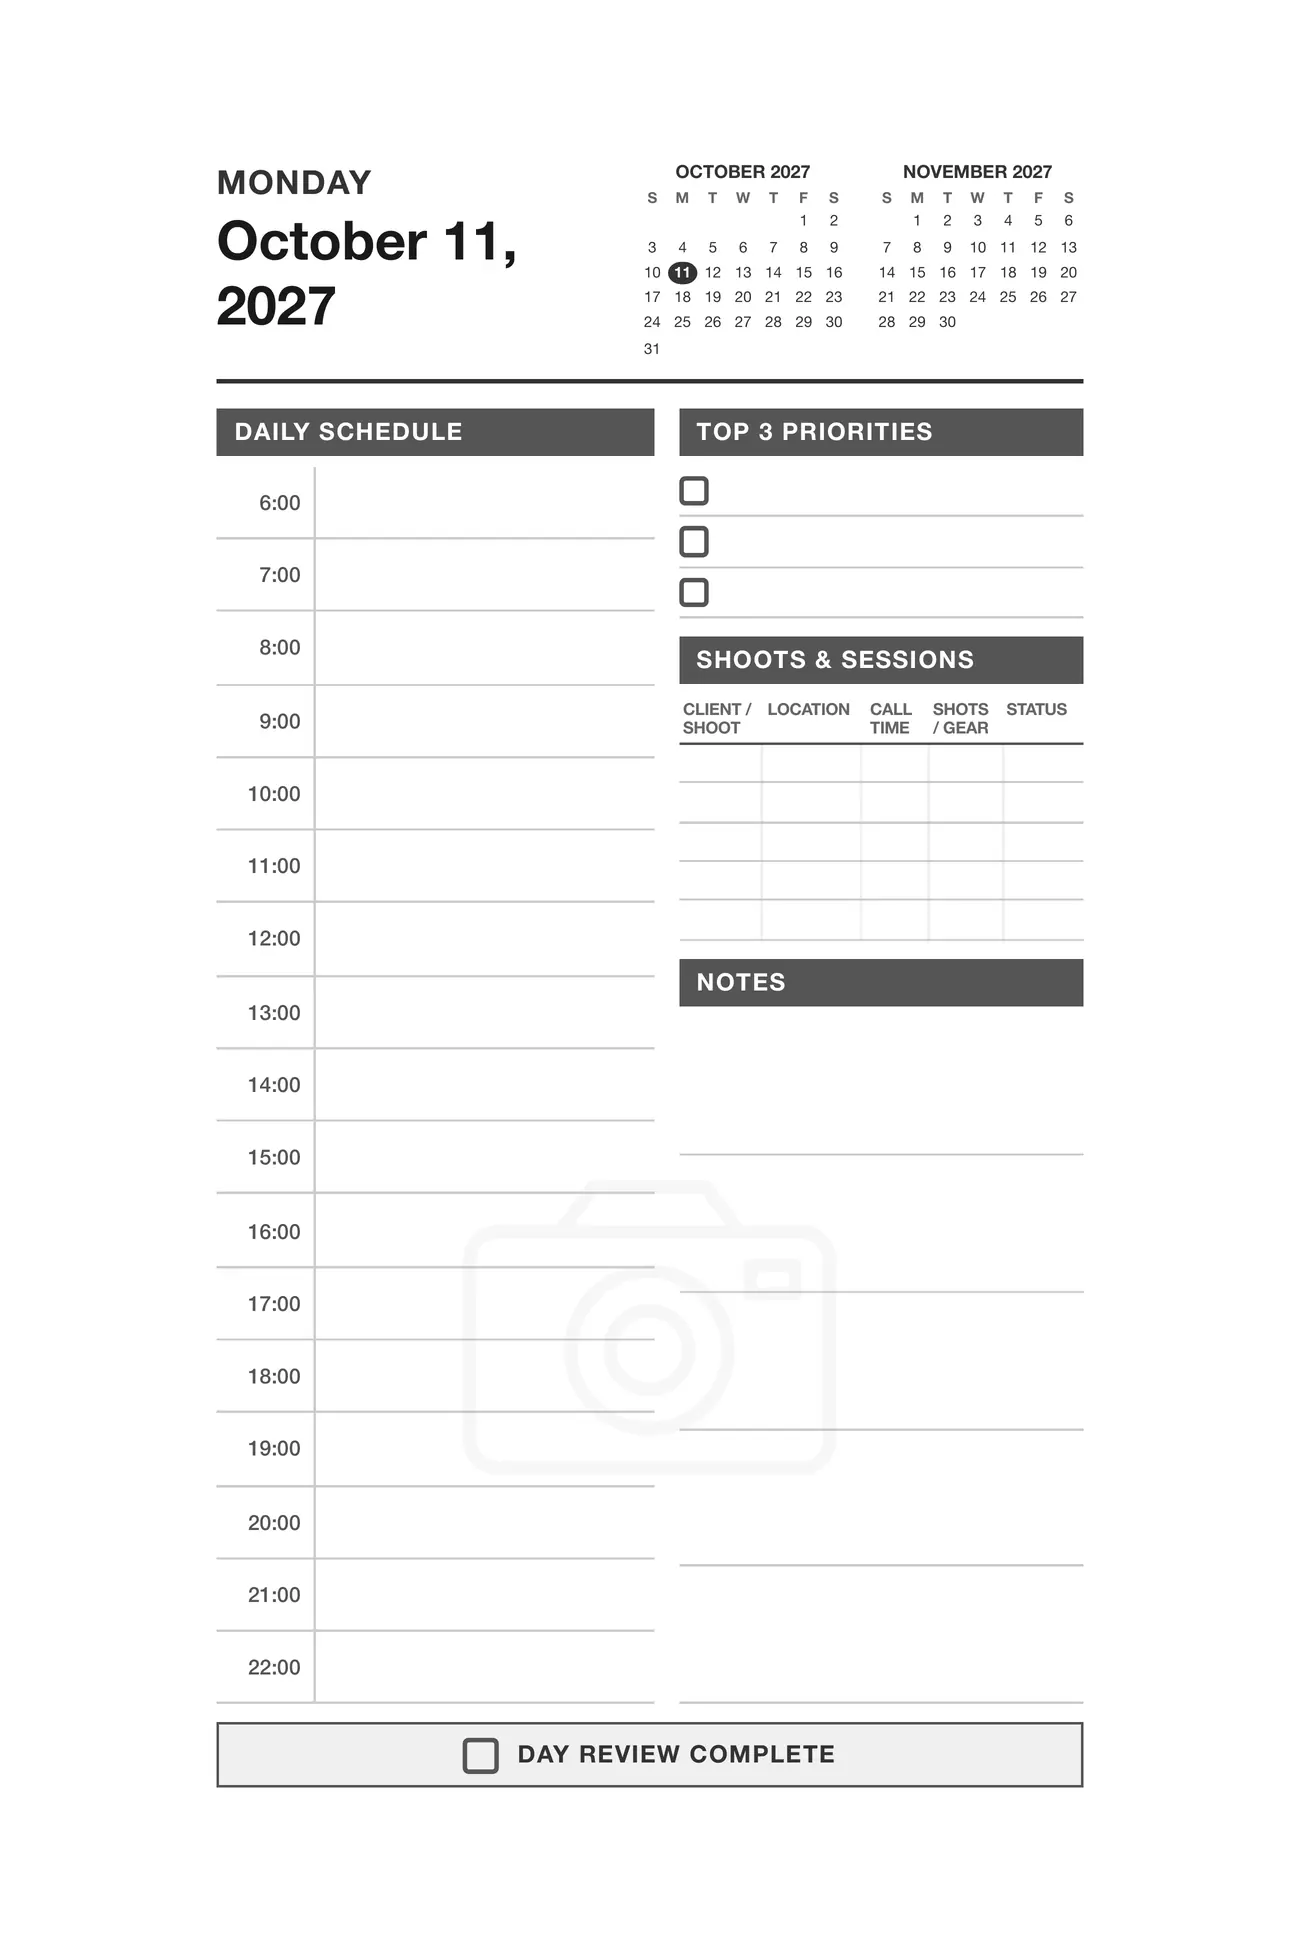 MONDAY
October 11,
2027
OCTOBER 2027
S M T W T F S
1 2
3 4 5 6 7 8 9
10 11 12 13 14 15 16
17 18 19 20 21 22 23
24 25 26 27 28 29 30
31
NOVEMBER 2027
S M T W T F S
1 2 3 4 5 6
7 8 9 10 11 12 13
14 15 16 17 18 19 20
21 22 23 24 25 26 27
28 29 30
DAILY SCHEDULE
6:00
7:00
8:00
9:00
10:00
11:00
12:00
13:00
14:00
15:00
16:00
17:00
18:00
19:00
20:00
21:00
22:00
TOP 3 PRIORITIES
SHOOTS & SESSIONS
CLIENT / LOCATION CALL SHOTS STATUS
SHOOT TIME / GEAR
NOTES
DAY REVIEW COMPLETE